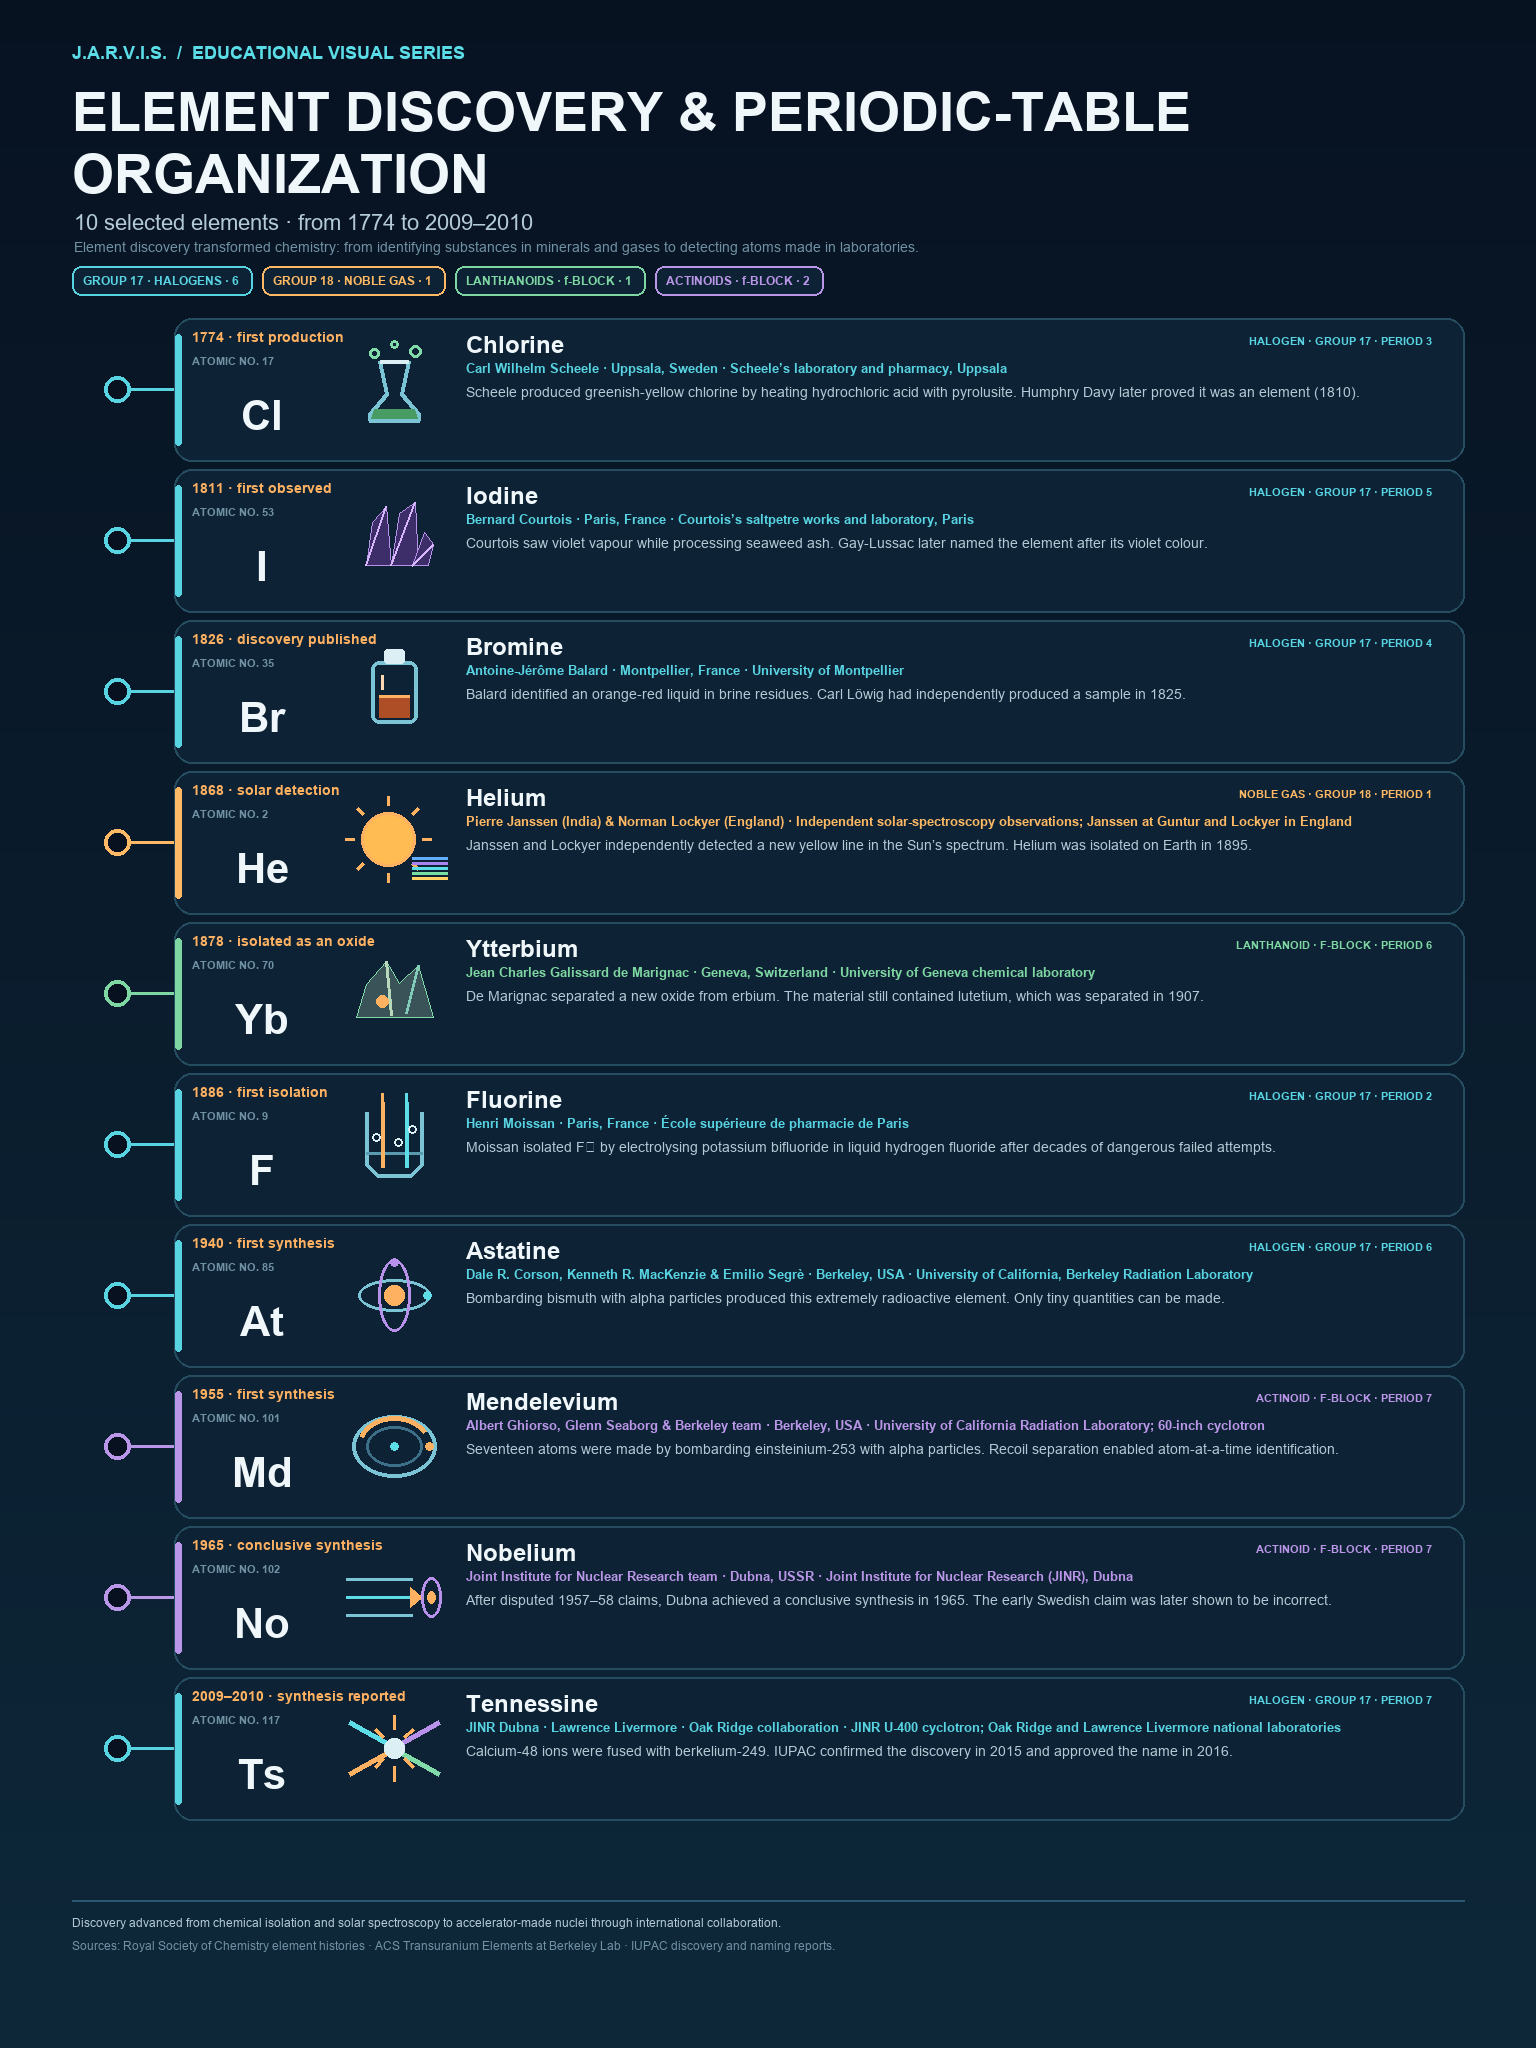 J.A.R.V.I.S. / EDUCATIONAL VISUAL SERIES
ELEMENT DISCOVERY & PERIODIC-TABLE
ORGANIZATION
10 selected elements · from 1774 to 2009–2010
Element discovery transformed chemistry: from identifying substances in minerals and gases to detecting atoms made in laboratories.
GROUP 17 · HALOGENS · 6
GROUP 18 · NOBLE GAS · 1
LANTHANOIDS · f-BLOCK · 1
ACTINOIDS · f-BLOCK · 2
1774 · first production
ATOMIC NO. 17
Cl
Chlorine
HALOGEN · GROUP 17 · PERIOD 3
Carl Wilhelm Scheele · Uppsala, Sweden · Scheele’s laboratory and pharmacy, Uppsala
Scheele produced greenish-yellow chlorine by heating hydrochloric acid with pyrolusite. Humphry Davy later proved it was an element (1810).
1811 · first observed
ATOMIC NO. 53
I
Iodine
HALOGEN · GROUP 17 · PERIOD 5
Bernard Courtois · Paris, France · Courtois’s saltpetre works and laboratory, Paris
Courtois saw violet vapour while processing seaweed ash. Gay-Lussac later named the element after its violet colour.
1826 · discovery published
ATOMIC NO. 35
Br
Bromine
HALOGEN · GROUP 17 · PERIOD 4
Antoine-Jérôme Balard · Montpellier, France · University of Montpellier
Balard identified an orange-red liquid in brine residues. Carl Löwig had independently produced a sample in 1825.
1868 · solar detection
ATOMIC NO. 2
He
Helium
NOBLE GAS · GROUP 18 · PERIOD 1
Pierre Janssen (India) & Norman Lockyer (England) · Independent solar-spectroscopy observations; Janssen at Guntur and Lockyer in England
Janssen and Lockyer independently detected a new yellow line in the Sun’s spectrum. Helium was isolated on Earth in 1895.
1878 · isolated as an oxide
ATOMIC NO. 70
Yb
Ytterbium
LANTHANOID · F-BLOCK · PERIOD 6
Jean Charles Galissard de Marignac · Geneva, Switzerland · University of Geneva chemical laboratory
De Marignac separated a new oxide from erbium. The material still contained lutetium, which was separated in 1907.
1886 · first isolation
ATOMIC NO. 9
F
Fluorine
HALOGEN · GROUP 17 · PERIOD 2
Henri Moissan · Paris, France · École supérieure de pharmacie de Paris
Moissan isolated F▯ by electrolysing potassium bifluoride in liquid hydrogen fluoride after decades of dangerous failed attempts.
1940 · first synthesis
ATOMIC NO. 85
At
Astatine
HALOGEN · GROUP 17 · PERIOD 6
Dale R. Corson, Kenneth R. MacKenzie & Emilio Segrè · Berkeley, USA · University of California, Berkeley Radiation Laboratory
Bombarding bismuth with alpha particles produced this extremely radioactive element. Only tiny quantities can be made.
1955 · first synthesis
ATOMIC NO. 101
Md
Mendelevium
ACTINOID · F-BLOCK · PERIOD 7
Albert Ghiorso, Glenn Seaborg & Berkeley team · Berkeley, USA · University of California Radiation Laboratory; 60-inch cyclotron
Seventeen atoms were made by bombarding einsteinium-253 with alpha particles. Recoil separation enabled atom-at-a-time identification.
1965 · conclusive synthesis
ATOMIC NO. 102
No
Nobelium
ACTINOID · F-BLOCK · PERIOD 7
Joint Institute for Nuclear Research team · Dubna, USSR · Joint Institute for Nuclear Research (JINR), Dubna
After disputed 1957–58 claims, Dubna achieved a conclusive synthesis in 1965. The early Swedish claim was later shown to be incorrect.
2009–2010 · synthesis reported
ATOMIC NO. 117
Ts
Tennessine
HALOGEN · GROUP 17 · PERIOD 7
JINR Dubna · Lawrence Livermore · Oak Ridge collaboration · JINR U-400 cyclotron; Oak Ridge and Lawrence Livermore national laboratories
Calcium-48 ions were fused with berkelium-249. IUPAC confirmed the discovery in 2015 and approved the name in 2016.
Discovery advanced from chemical isolation and solar spectroscopy to accelerator-made nuclei through international collaboration.
Sources: Royal Society of Chemistry element histories · ACS Transuranium Elements at Berkeley Lab · IUPAC discovery and naming reports.